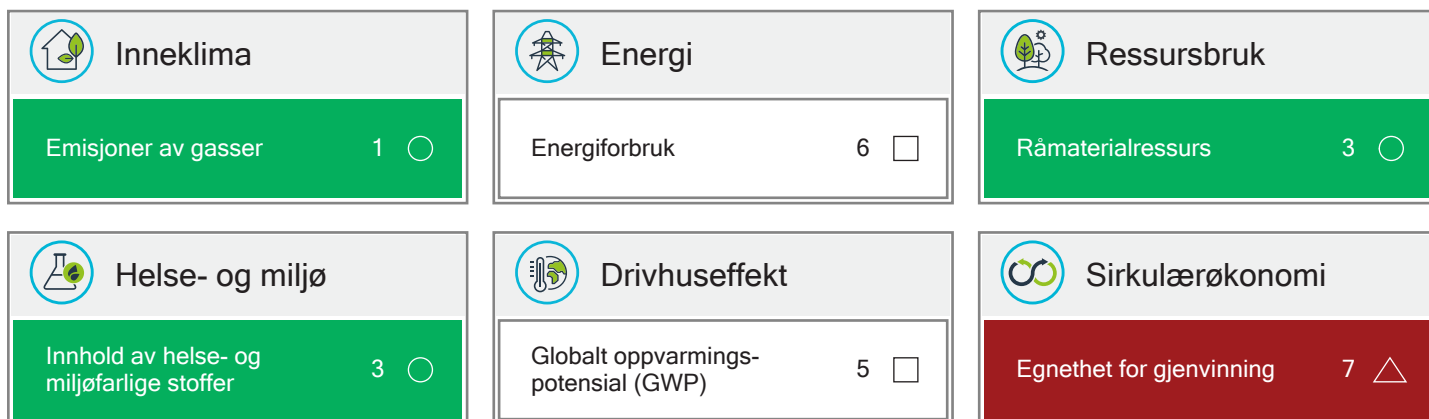 Inneklima
Emisjoner av gasser 1
Energi
Energiforbruk 6
Ressursbruk
Råmaterialressurs 3
Helse- og miljø
Innhold av helse- og
miljøfarlige stoffer 3
Drivhuseffekt
Globalt oppvarmings-
potensial (GWP) 5
Sirkulærøkonomi
Egnethet for gjenvinning 7